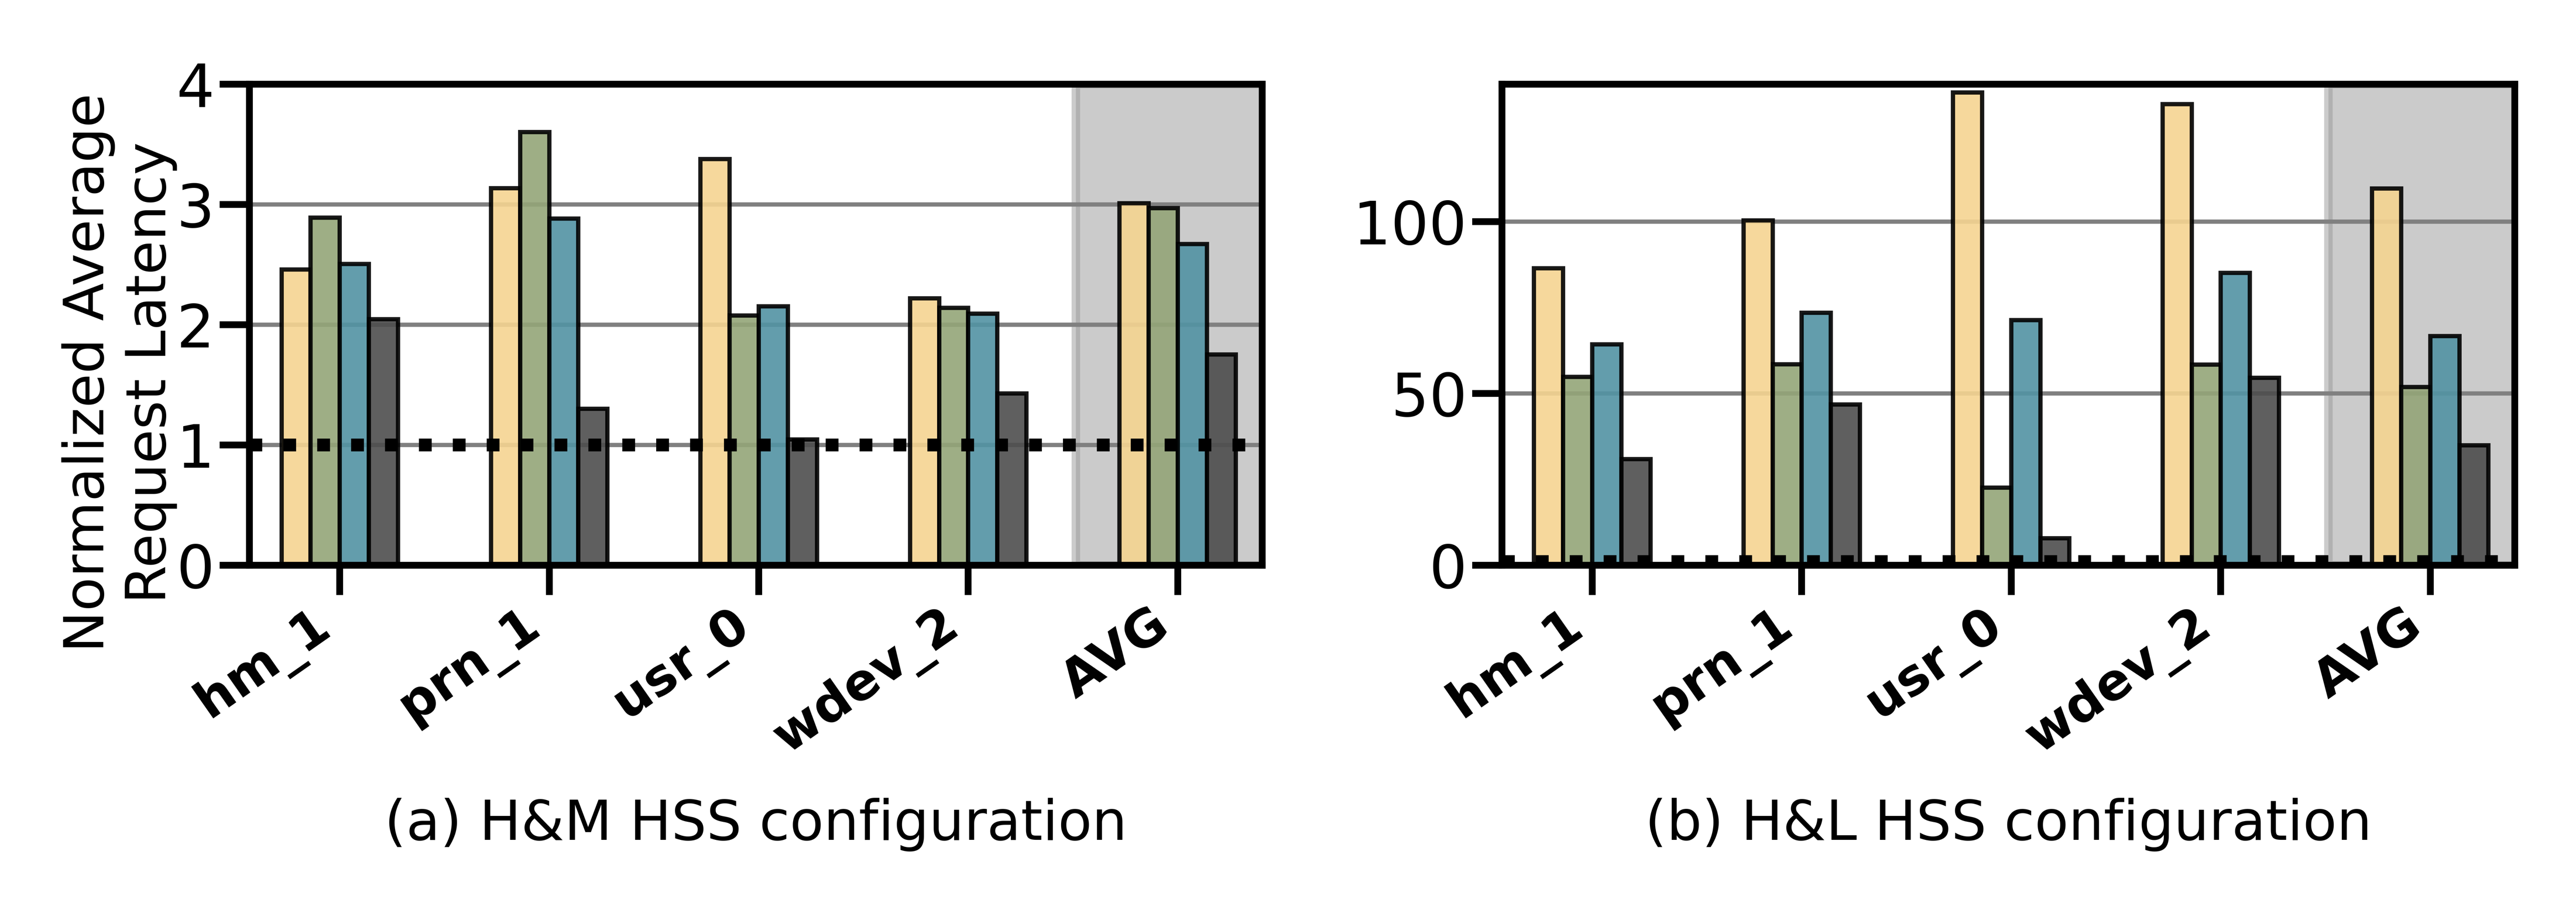 Normalized Average
Request Latency
4
3
2
1
0
hm_1
prn_1
usr_0
wdev_2
AVG
(a) H&M HSS configuration
100
50
0
hm_1
prn_1
usr_0
wdev_2
AVG
(b) H&L HSS configuration